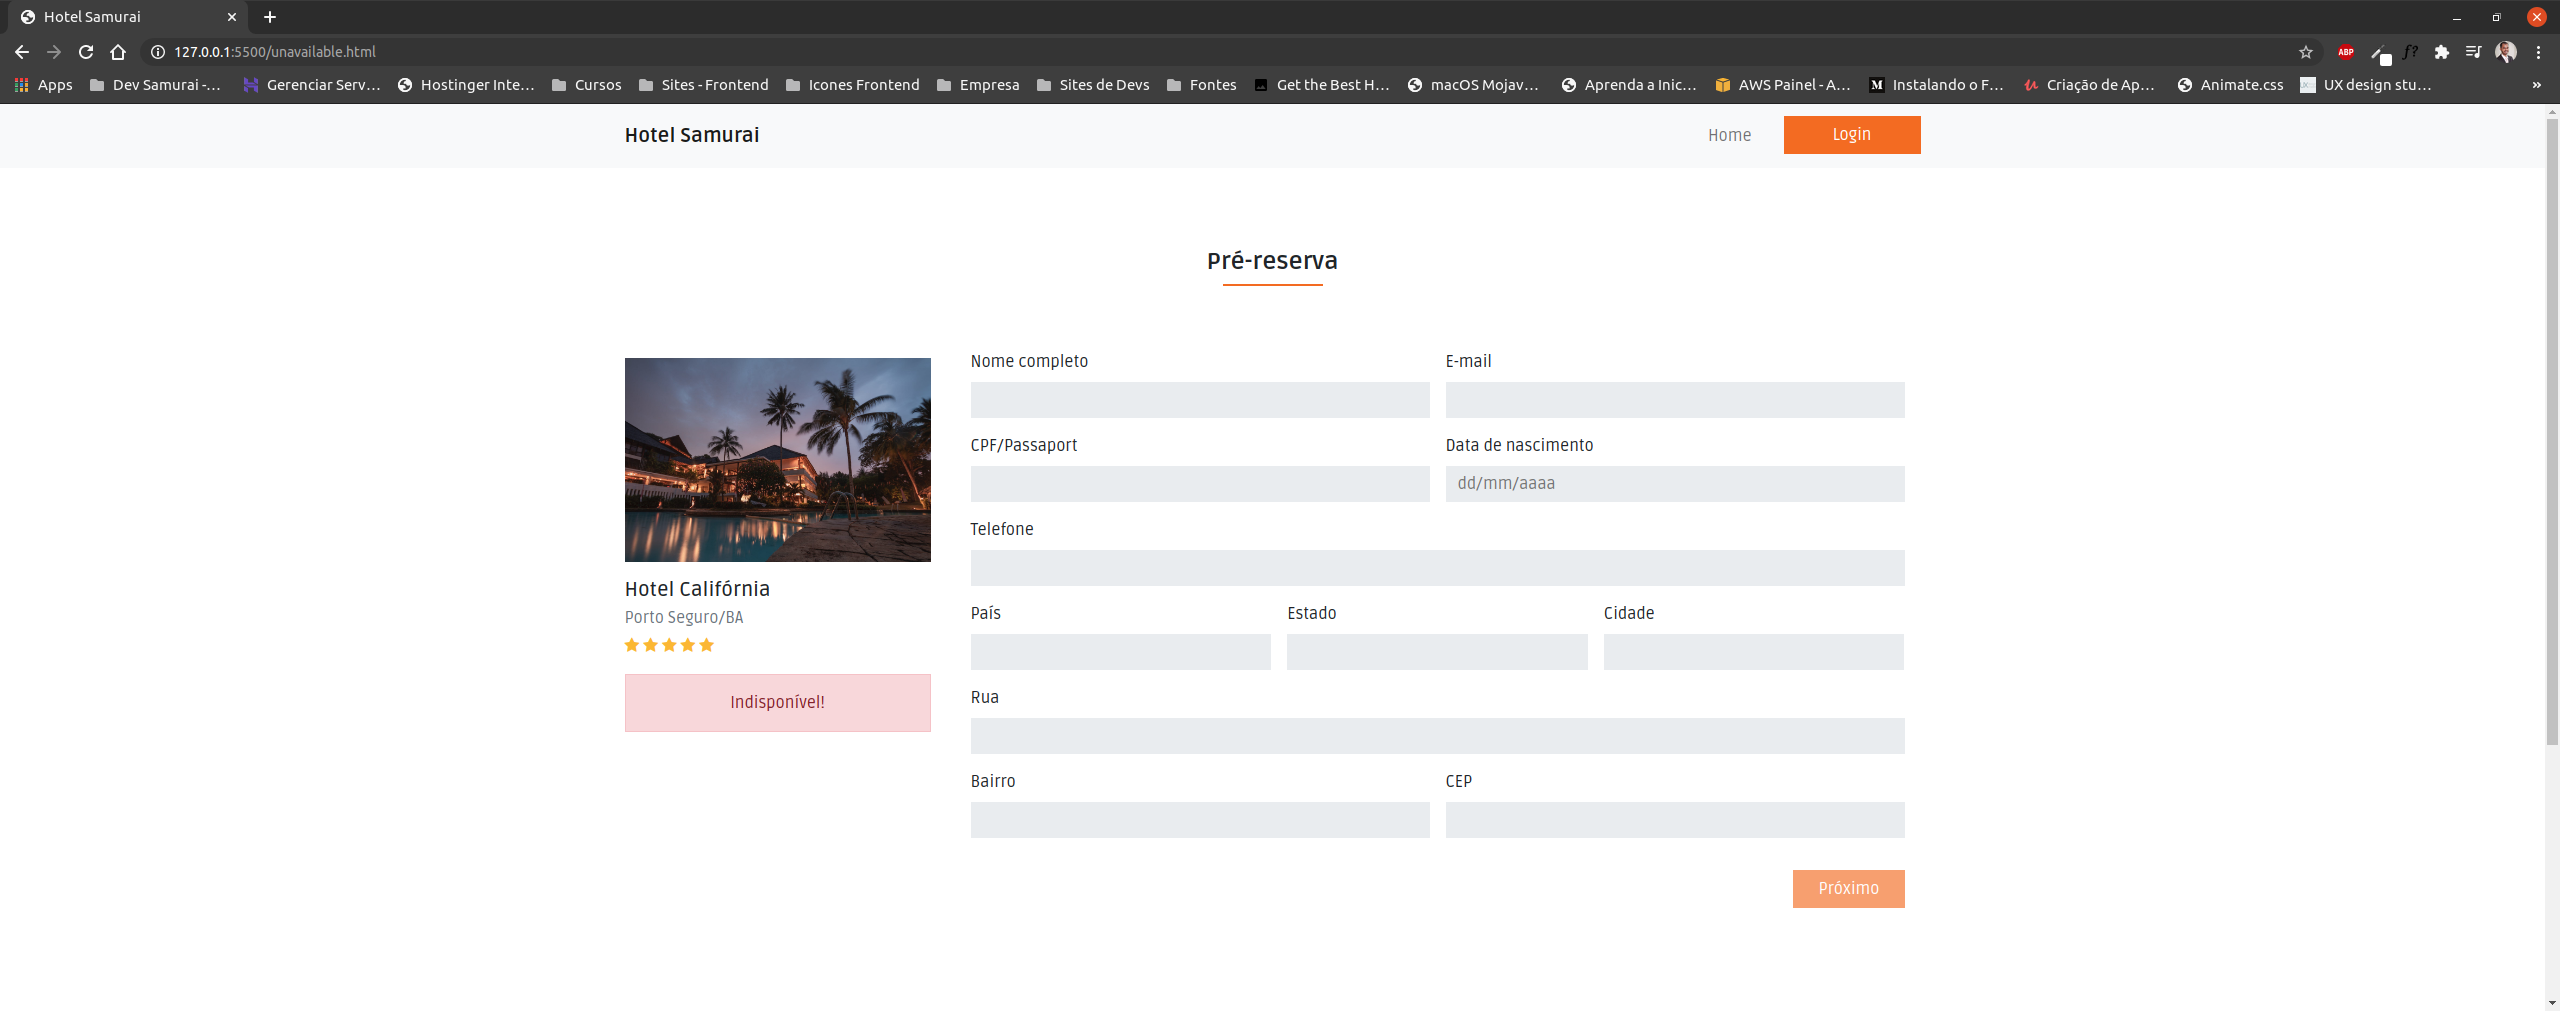 Hotel Samurai
127.0.0.1:5500/unavailable.html
ABP
f?
Apps Dev Samurai -... Gerenciar Serv... Hostinger Inte... Cursos Sites - Frontend Icones Frontend Empresa Sites de Devs Fontes Get the Best H... macOS Mojav... Aprenda a Inic... AWS Painel - A... M Instalando o F... Criação de Ap... Animate.css UX design stu... »
Hotel Samurai Home Login
Pré-reserva
Nome completo E-mail
CPF/Passaport Data de nascimento
dd/mm/aaaa
Telefone
Hotel Califórnia
Porto Seguro/BA
País Estado Cidade
Indisponível!
Rua
Bairro CEP
Próximo